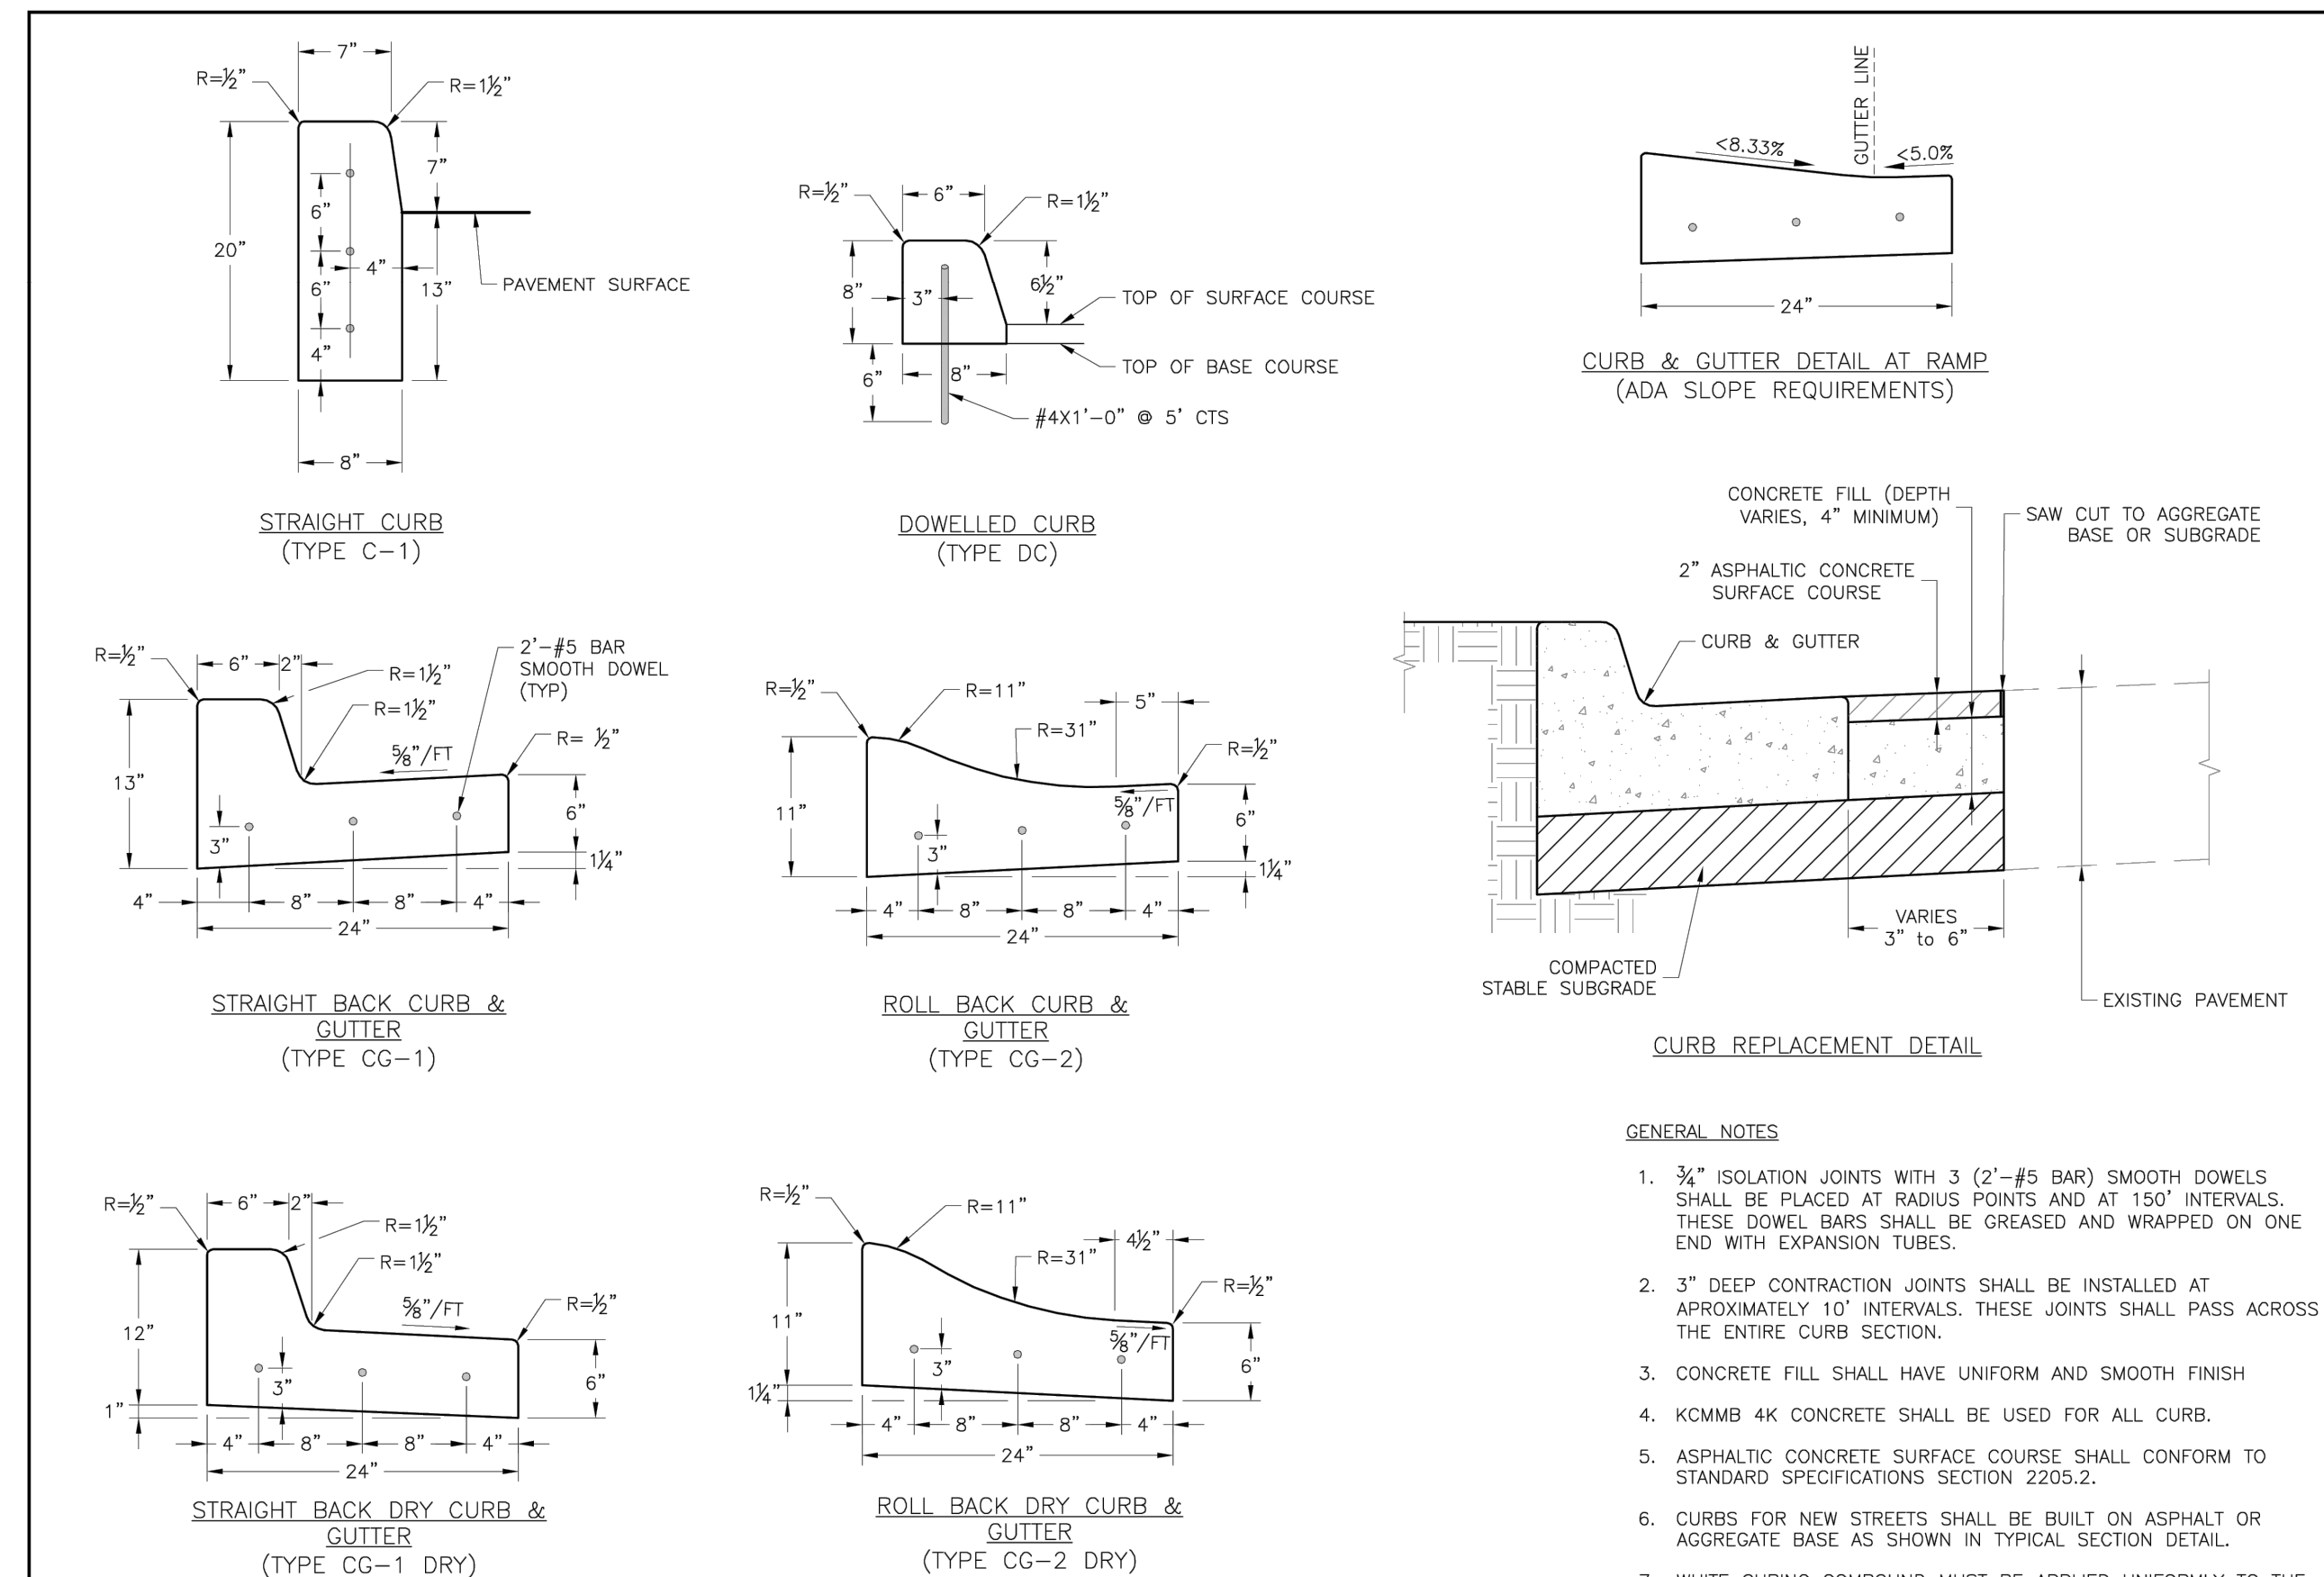 7"
R=½"
R=1½"
20"
7"
6"
6"
4"
4"
13"
PAVEMENT SURFACE
8"
STRAIGHT CURB
(TYPE C-1)
R=½"
6"
R=1½"
8"
3"
6½"
TOP OF SURFACE COURSE
TOP OF BASE COURSE
6"
8"
#4X1'-0" @ 5' CTS
DOWELLED CURB
(TYPE DC)
GUTTER LINE
<8.33%
<5.0%
24"
CURB & GUTTER DETAIL AT RAMP
(ADA SLOPE REQUIREMENTS)
R=½"
6"
2"
R=1½"
R=1½"
2'-#5 BAR
SMOOTH DOWEL
(TYP)
⅝"/FT
R= ½"
13"
3"
6"
1¼"
4"
8"
8"
4"
24"
STRAIGHT BACK CURB &
GUTTER
(TYPE CG-1)
R=½"
R=11"
R=31"
5"
R=½"
11"
3"
⅝"/FT
6"
1¼"
4"
8"
8"
4"
24"
ROLL BACK CURB &
GUTTER
(TYPE CG-2)
CONCRETE FILL (DEPTH
VARIES, 4" MINIMUM)
SAW CUT TO AGGREGATE
BASE OR SUBGRADE
2" ASPHALTIC CONCRETE
SURFACE COURSE
CURB & GUTTER
VARIES
3" to 6"
COMPACTED
STABLE SUBGRADE
EXISTING PAVEMENT
CURB REPLACEMENT DETAIL
R=½"
6"
2"
R=1½"
R=1½"
⅝"/FT
R=½"
12"
3"
6"
1"
4"
8"
8"
4"
24"
STRAIGHT BACK DRY CURB &
GUTTER
(TYPE CG-1 DRY)
R=½"
R=11"
R=31"
4½"
R=½"
11"
3"
⅝"/FT
6"
1¼"
4"
8"
8"
4"
24"
ROLL BACK DRY CURB &
GUTTER
(TYPE CG-2 DRY)
GENERAL NOTES
1. ¾" ISOLATION JOINTS WITH 3 (2'-#5 BAR) SMOOTH DOWELS
SHALL BE PLACED AT RADIUS POINTS AND AT 150' INTERVALS.
THESE DOWEL BARS SHALL BE GREASED AND WRAPPED ON ONE
END WITH EXPANSION TUBES.
2. 3" DEEP CONTRACTION JOINTS SHALL BE INSTALLED AT
APROXIMATELY 10' INTERVALS. THESE JOINTS SHALL PASS ACROSS
THE ENTIRE CURB SECTION.
3. CONCRETE FILL SHALL HAVE UNIFORM AND SMOOTH FINISH
4. KCMMB 4K CONCRETE SHALL BE USED FOR ALL CURB.
5. ASPHALTIC CONCRETE SURFACE COURSE SHALL CONFORM TO
STANDARD SPECIFICATIONS SECTION 2205.2.
6. CURBS FOR NEW STREETS SHALL BE BUILT ON ASPHALT OR
AGGREGATE BASE AS SHOWN IN TYPICAL SECTION DETAIL.
7. WHITE CURING COMPOUND MUST BE APPLIED UNIFORMLY TO THE